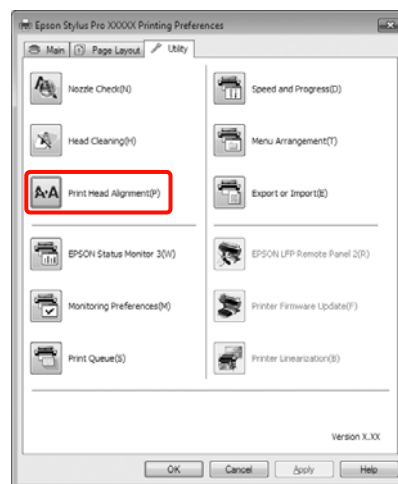 Epson Stylus Pro XXXXX Printing Preferences
Main
Page Layout
Utility
Nozzle Check(N)
Speed and Progress(D)
Head Cleaning(H)
Menu Arrangement(T)
A·A Print Head Alignment(P)
Export or Import(E)
EPSON Status Monitor 3(W)
EPSON LFP Remote Panel 2(R)
Monitoring Preferences(M)
Printer Firmware Update(F)
Print Queue(S)
Printer Linearization(B)
Version X.XX
OK
Cancel
Apply
Help